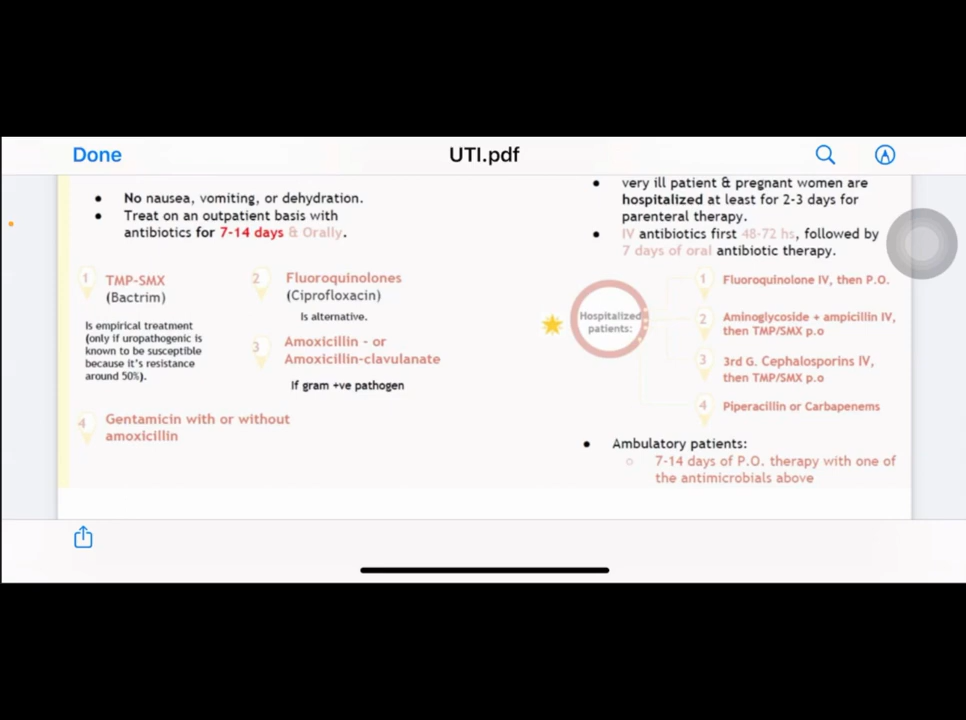 Done
UTI.pdf
No nausea, vomiting, or dehydration.
Treat on an outpatient basis with
antibiotics for 7-14 days & Orally.
1
TMP-SMX
(Bactrim)
Is empirical treatment
(only if uropathogenic is
known to be susceptible
because it's resistance
around 50%).
2
Fluoroquinolones
(Ciprofloxacin)
Is alternative.
3
Amoxicillin - or
Amoxicillin-clavulanate
If gram +ve pathogen
4
Gentamicin with or without
amoxicillin
very ill patient & pregnant women are
hospitalized at least for 2-3 days for
parenteral therapy.
IV antibiotics first 48-72 hs, followed by
7 days of oral antibiotic therapy.
Hospitalized
patients:
1
Fluoroquinolone IV, then P.O.
2
Aminoglycoside + ampicillin IV,
then TMP/SMX p.o
3
3rd G. Cephalosporins IV,
then TMP/SMX p.o
4
Piperacillin or Carbapenems
Ambulatory patients:
7-14 days of P.O. therapy with one of
the antimicrobials above